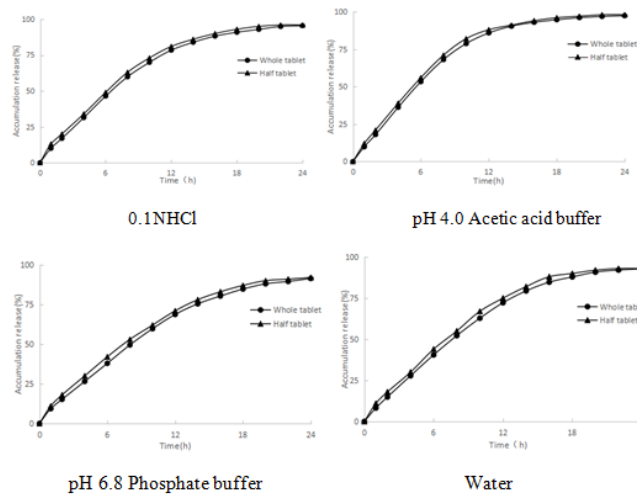 Accumulation release(%)
100
75
50
25
0
Whole tablet
Half tablet
0 6 12 18 24
Time (h)
0.1NHCl
Accumulation release(%)
100
75
50
25
0
Whole tablet
Half tablet
0 6 12 18 24
Time(h)
pH 4.0 Acetic acid buffer
Accumulation release(%)
100
75
50
25
0
Whole tablet
Half tablet
0 6 12 18 24
Time(h)
pH 6.8 Phosphate buffer
Accumulation release(%)
100
75
50
25
0
Whole tab
Half table
0 6 12 18
Time (h)
Water